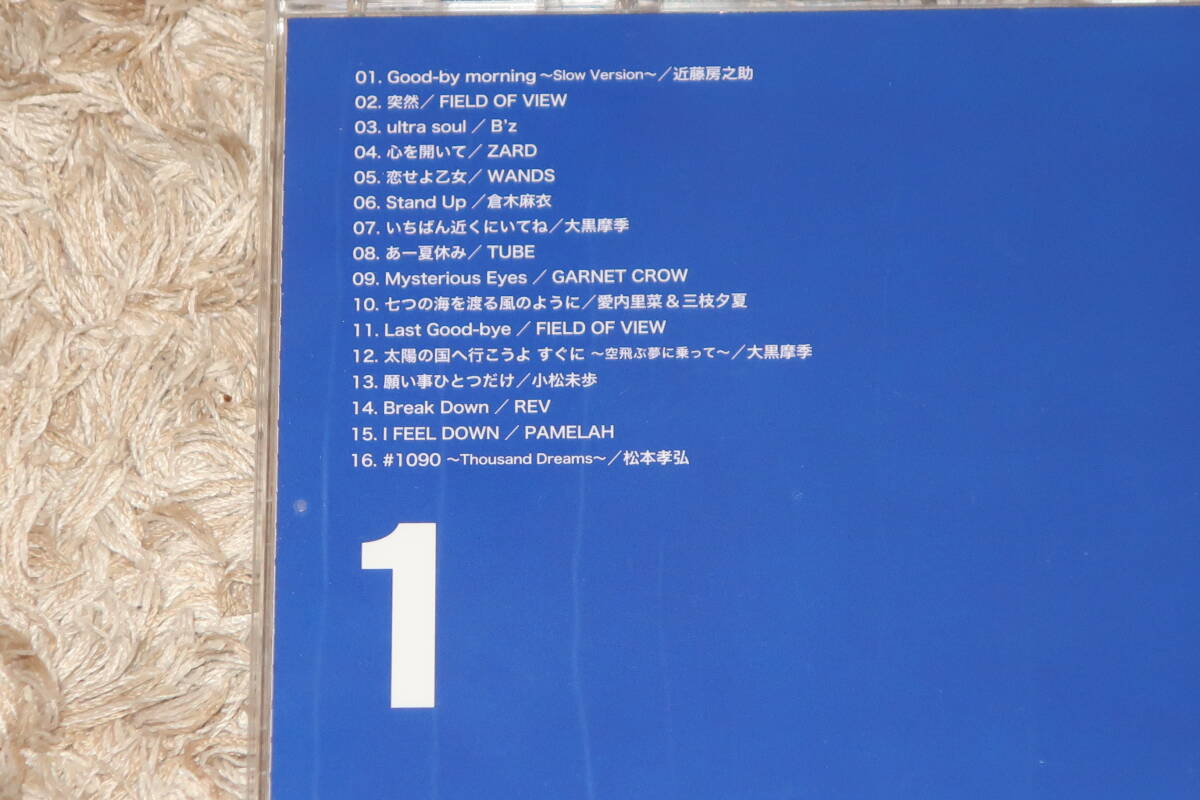 01. Good-by morning ～Slow Version～／近藤房之助
02. 突然／ FIELD OF VIEW
03. ultra soul ／ B'z
04. 心を開いて／ ZARD
05. 恋せよ乙女／ WANDS
06. Stand Up ／倉木麻衣
07. いちばん近くにいてね／大黒摩季
08. あー夏休み／ TUBE
09. Mysterious Eyes ／ GARNET CROW
10. 七つの海を渡る風のように／愛内里菜＆三枝夕夏
11. Last Good-bye ／ FIELD OF VIEW
12. 太陽の国へ行こうよ すぐに ～空飛ぶ夢に乗って～／大黒摩季
13. 願い事ひとつだけ／小松未歩
14. Break Down ／ REV
15. I FEEL DOWN ／ PAMELAH
16. #1090 ～Thousand Dreams～／松本孝弘
1